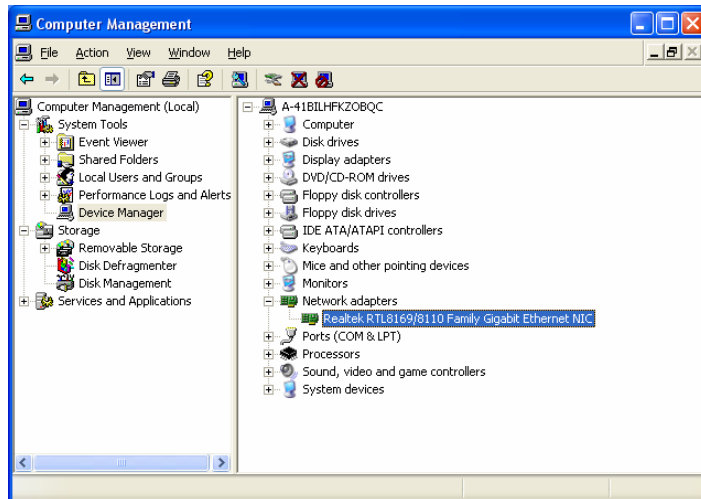 Computer Management
File Action View Window Help
Computer Management (Local)
System Tools
Event Viewer
Shared Folders
Local Users and Groups
Performance Logs and Alerts
Device Manager
Storage
Removable Storage
Disk Defragmenter
Disk Management
Services and Applications
A-41BILHFKZOBQC
Computer
Disk drives
Display adapters
DVD/CD-ROM drives
Floppy disk controllers
Floppy disk drives
IDE ATA/ATAPI controllers
Keyboards
Mice and other pointing devices
Monitors
Network adapters
Realtek RTL8169/8110 Family Gigabit Ethernet NIC
Ports (COM & LPT)
Processors
Sound, video and game controllers
System devices